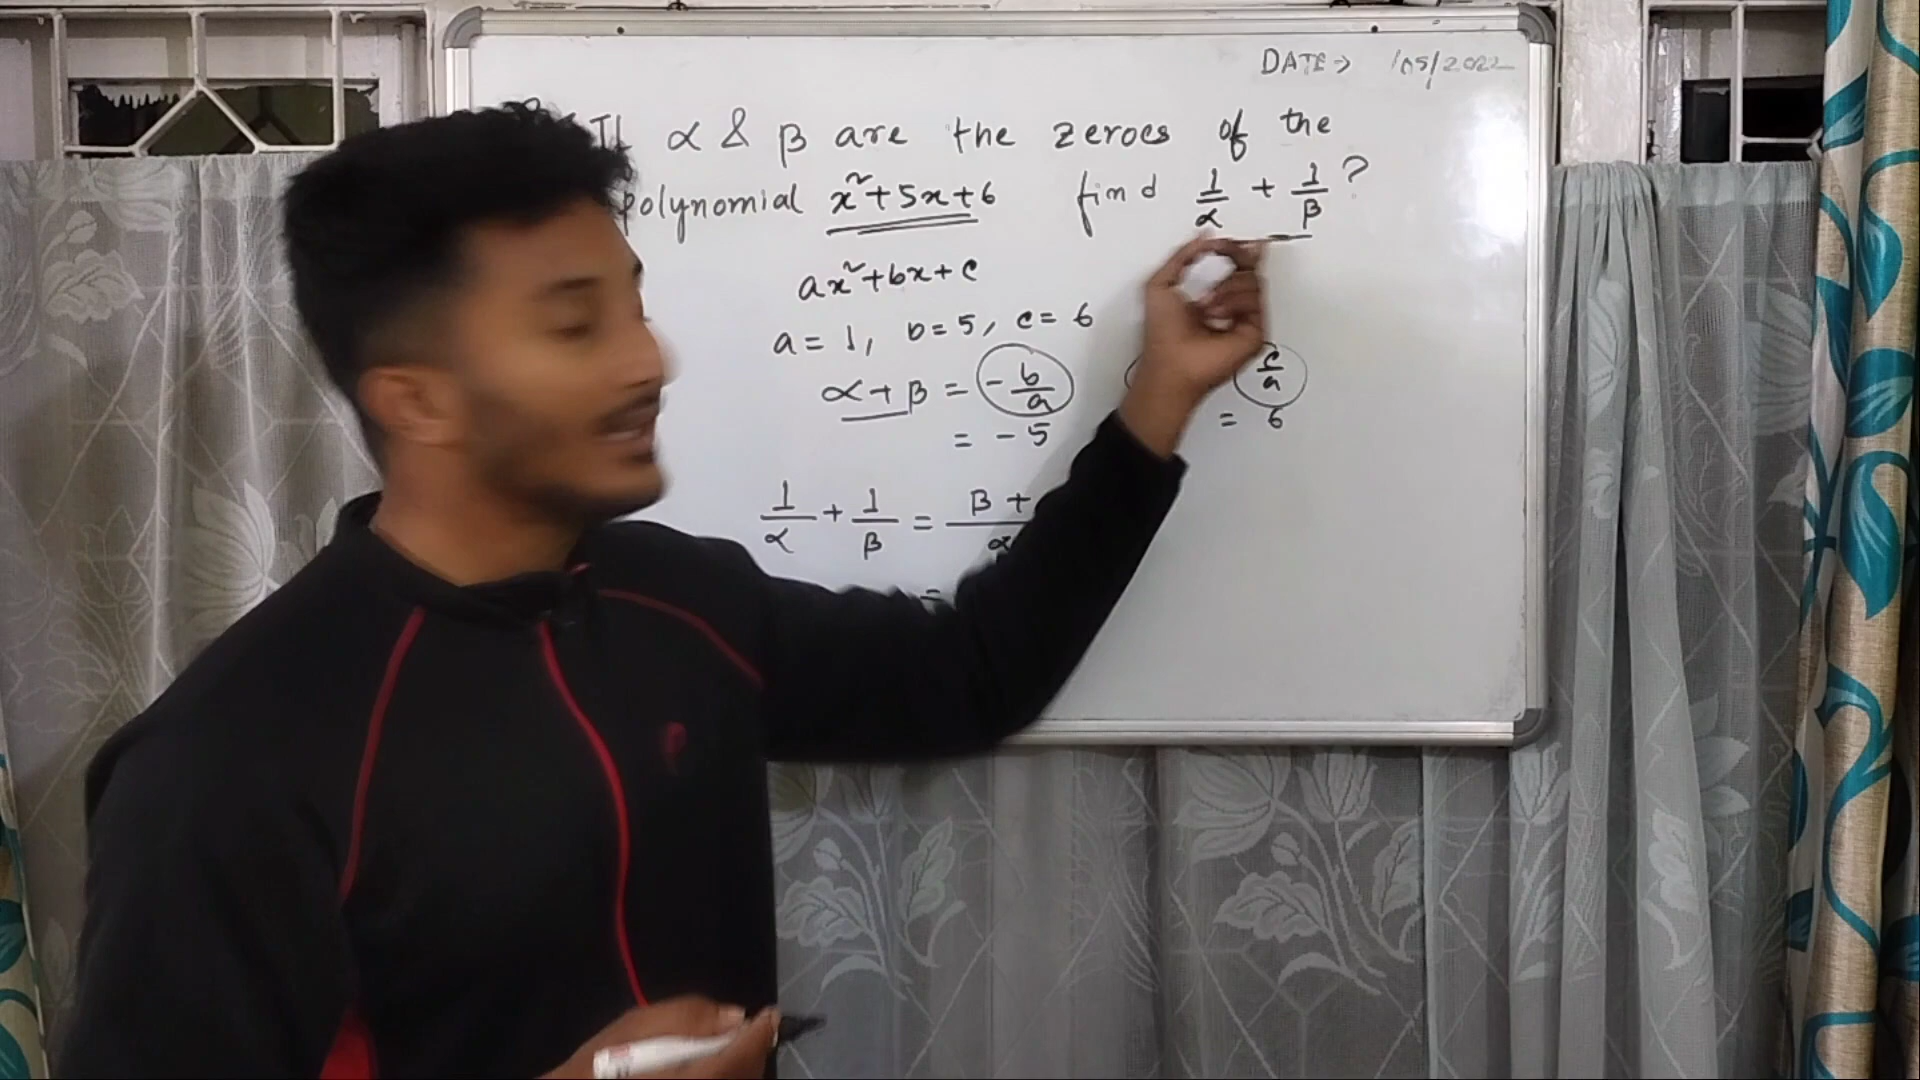 DATE → /05/2022
If α & β are the zeroes of the
polynomial x²+5x+6 find 1/α + 1/β ?
ax²+bx+c
a = 1, b = 5, c = 6
α + β = -b/a c/a
= -5 = 6
1/α + 1/β = β +
=